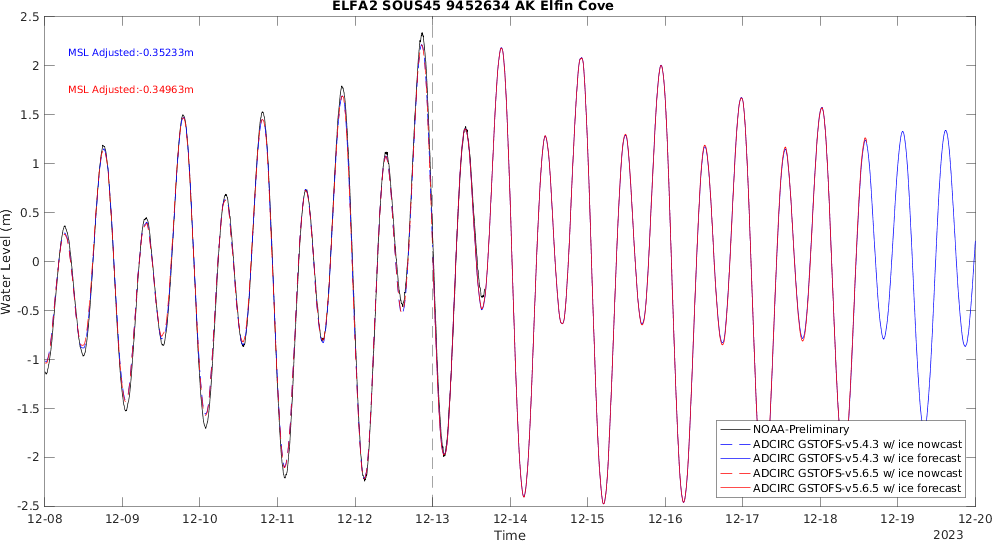 ELFA2 SOUS45 9452634 AK Elfin Cove
MSL Adjusted:-0.35233m
MSL Adjusted:-0.34963m
Water Level (m)
2.5
2
1.5
1
0.5
0
-0.5
-1
-1.5
-2
-2.5
NOAA-Preliminary
ADCIRC GSTOFS-v5.4.3 w/ ice nowcast
ADCIRC GSTOFS-v5.4.3 w/ ice forecast
ADCIRC GSTOFS-v5.6.5 w/ ice nowcast
ADCIRC GSTOFS-v5.6.5 w/ ice forecast
12-08 12-09 12-10 12-11 12-12 12-13 12-14 12-15 12-16 12-17 12-18 12-19 12-20
Time
2023